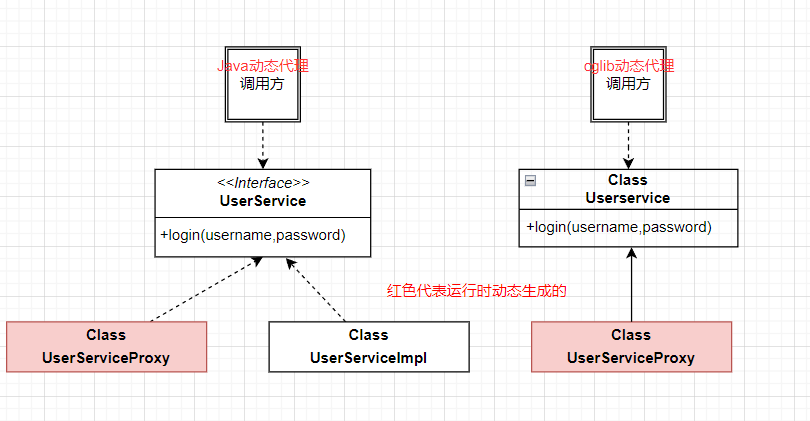 Java动态代理
调用方
cglib动态代理
调用方
<<Interface>>
UserService
+login(username,password)
Class
Userservice
+login(username,password)
红色代表运行时动态生成的
Class
UserServiceProxy
Class
UserServiceImpl
Class
UserServiceProxy